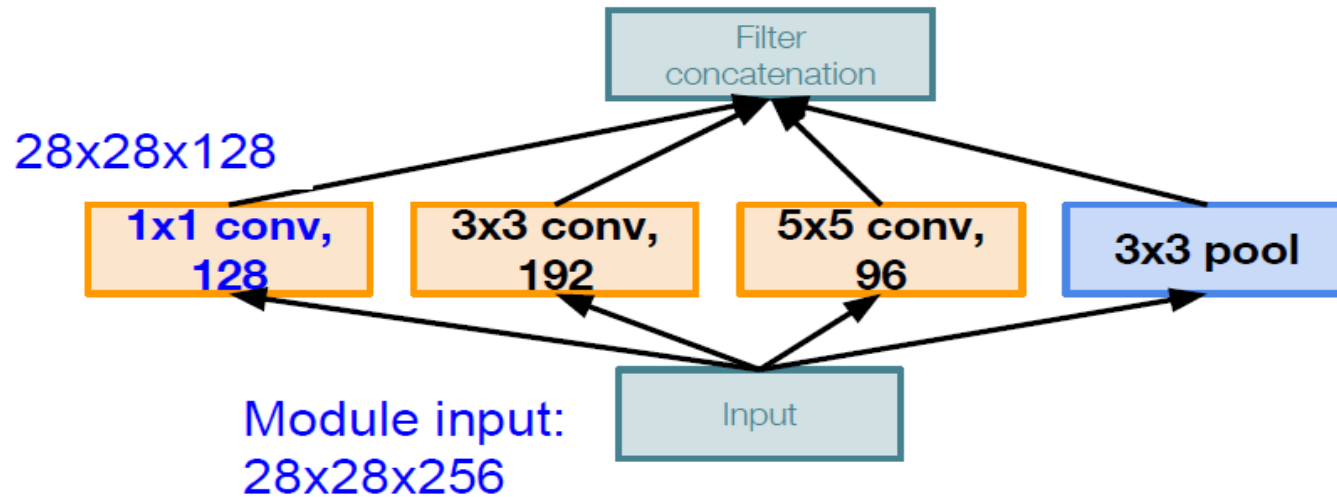 Filter
concatenation
28x28x128
1x1 conv,
128
3x3 conv,
192
5x5 conv,
96
3x3 pool
Input
Module input:
28x28x256